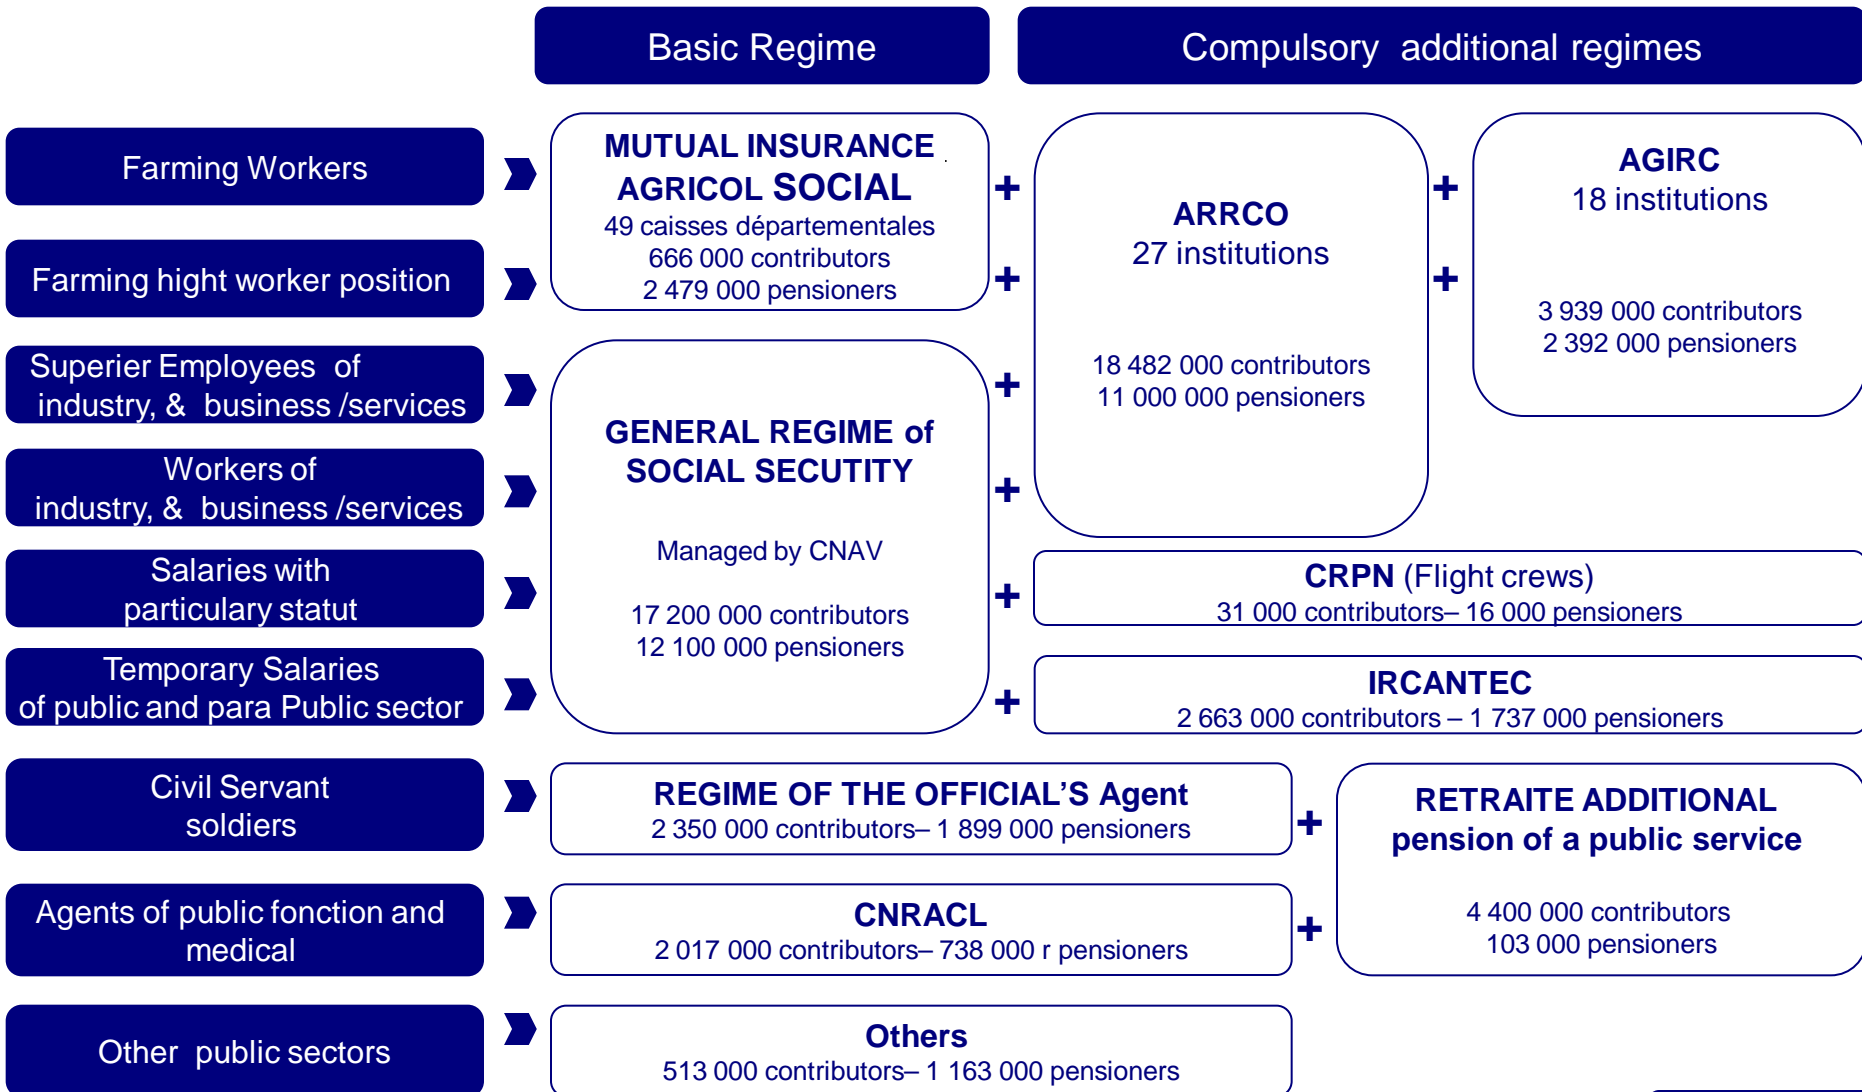 Basic Regime
Compulsory additional regimes
Farming Workers
MUTUAL INSURANCE
AGRICOL SOCIAL
49 caisses départementales
666 000 contributors
2 479 000 pensioners
+
+
ARRCO
27 institutions
18 482 000 contributors
11 000 000 pensioners
+
+
AGIRC
18 institutions
3 939 000 contributors
2 392 000 pensioners
Farming hight worker position
Superier Employees of
industry, & business /services
GENERAL REGIME of
SOCIAL SECUTITY
Managed by CNAV
17 200 000 contributors
12 100 000 pensioners
+
+
Workers of
industry, & business /services
Salaries with
particulary statut
+
CRPN (Flight crews)
31 000 contributors– 16 000 pensioners
Temporary Salaries
of public and para Public sector
+
IRCANTEC
2 663 000 contributors – 1 737 000 pensioners
Civil Servant
soldiers
REGIME OF THE OFFICIAL'S Agent
2 350 000 contributors– 1 899 000 pensioners
+
RETRAITE ADDITIONAL
pension of a public service
4 400 000 contributors
103 000 pensioners
Agents of public fonction and
medical
CNRACL
2 017 000 contributors– 738 000 r pensioners
+
Other public sectors
Others
513 000 contributors– 1 163 000 pensioners